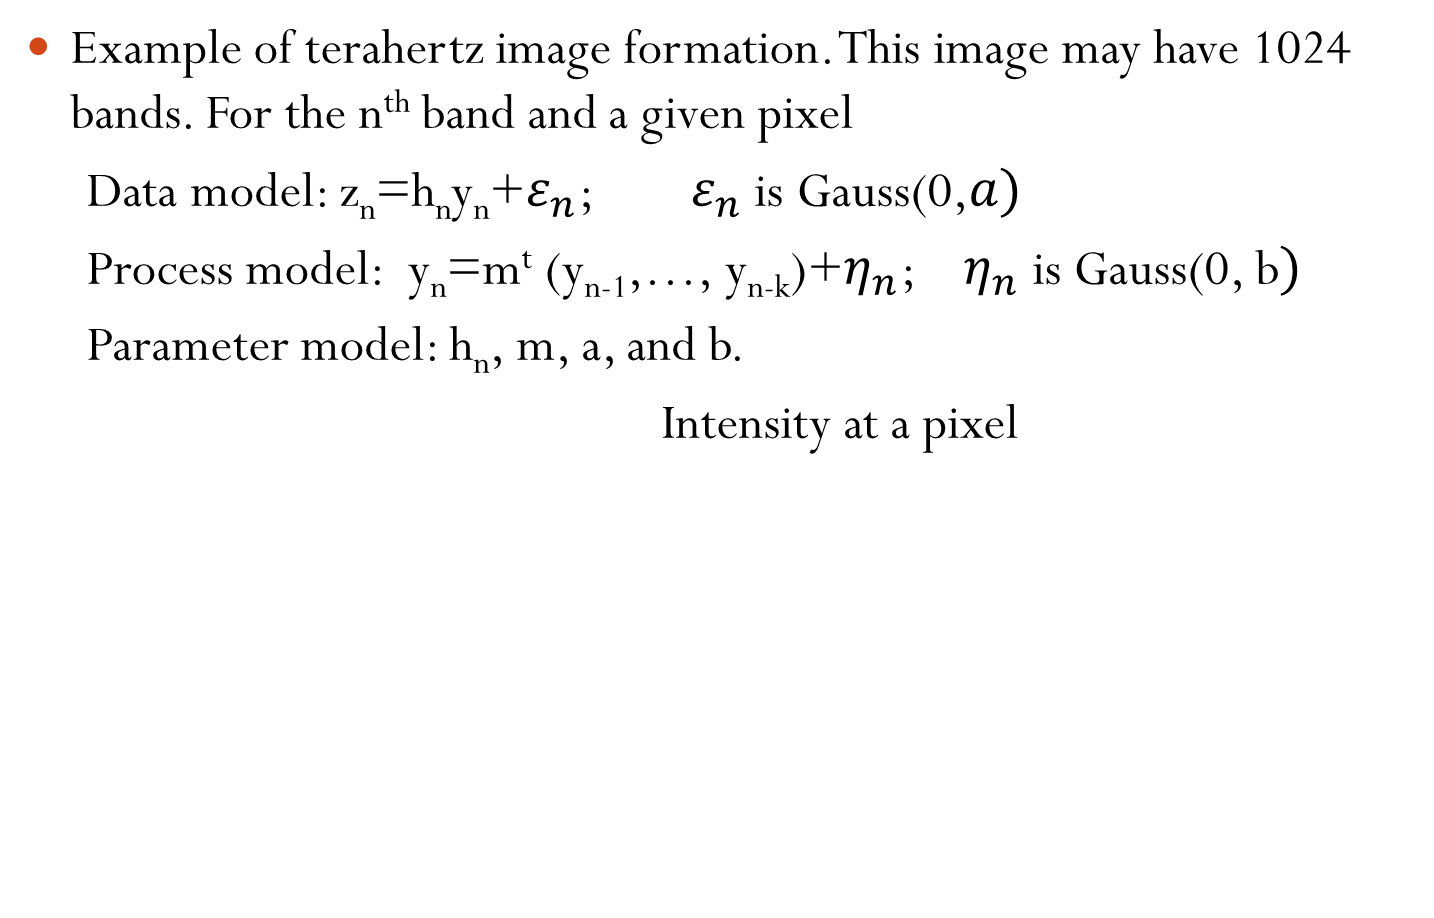 • Example of terahertz image formation. This image may have 1024
bands. For the nᵗʰ band and a given pixel
Data model: zₙ=hₙyₙ+εₙ; εₙ is Gauss(0,a)
Process model: yₙ=mᵗ (yₙ₋₁,..., yₙ₋ₖ)+ηₙ; ηₙ is Gauss(0, b)
Parameter model: hₙ, m, a, and b.
Intensity at a pixel